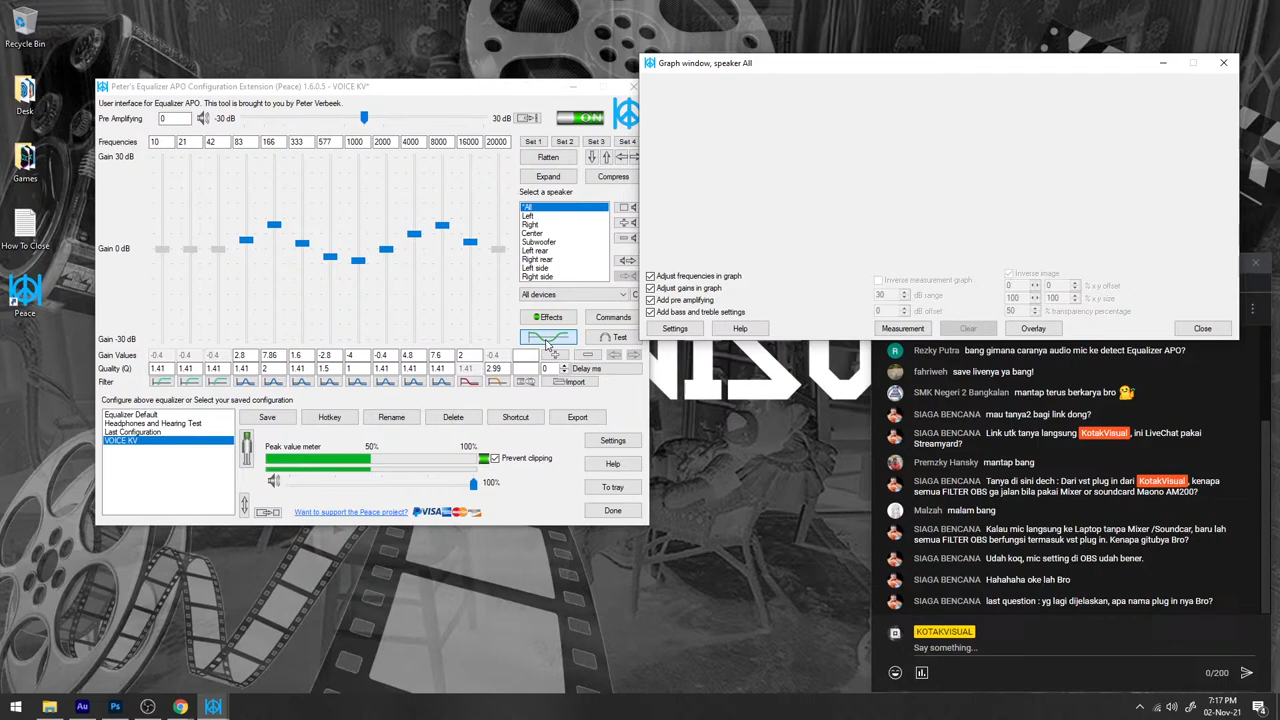 Recycle Bin
Desk
Games
How To Close
Peace
Peter's Equalizer APO Configuration Extension (Peace) 1.6.0.5 - VOICE KV*
User interface for Equalizer APO. This tool is brought to you by Peter Verbeek.
Pre Amplifying 0 -30 dB 30 dB ON
Frequencies 10 21 42 83 166 333 577 1000 2000 4000 8000 16000 20000
Set 1 Set 2 Set 3 Set 4
Gain 30 dB
Flatten
Expand Compress
Select a speaker
*All
Left
Right
Center
Subwoofer
Left rear
Right rear
Left side
Right side
Gain 0 dB
All devices
Effects Commands
Test
Gain -30 dB
Gain Values -0.4 -0.4 -0.4 2.8 7.86 1.6 -2.8 -4 -0.4 4.8 7.6 2 -0.4
Quality (Q) 1.41 1.41 1.41 1.41 2 1.41 1.5 1 1.41 1.41 1.41 1.41 2.99 0 Delay ms
Filter Import
Configure above equalizer or Select your saved configuration
Equalizer Default
Headphones and Hearing Test
Last Configuration
VOICE KV
Save Hotkey Rename Delete Shortcut Export
Peak value meter 50% 100%
Prevent clipping
100%
Settings
Help
To tray
Done
Want to support the Peace project? PayPal VISA
Graph window, speaker All
Adjust frequencies in graph
Adjust gains in graph
Add pre amplifying
Add bass and treble settings
Inverse measurement graph
30 dB range
0 dB offset
Inverse image
0 0 % x y offset
100 100 % x y size
50 % transparency percentage
Settings Help Measurement Clear Overlay Close
Rezky Putra bang gimana caranya audio mic ke detect Equalizer APO?
fahriweh save livenya ya bang!
SMK Negeri 2 Bangkalan mantap terus berkarya bro
SIAGA BENCANA mau tanya2 bagi link dong?
SIAGA BENCANA Link utk tanya langsung KotakVisual, ini LiveChat pakai
Streamyard?
Premzky Hansky mantap bang
SIAGA BENCANA Tanya di sini dech : Dari vst plug in dari KotakVisual, kenapa
semua FILTER OBS ga jalan bila pakai Mixer or soundcard Maono AM200?
Malzah malam bang
SIAGA BENCANA Kalau mic langsung ke Laptop tanpa Mixer /Soundcar, baru lah
semua FILTER OBS berfungsi termasuk vst plug in. Kenapa gitubya Bro?
SIAGA BENCANA Udah koq, mic setting di OBS udah bener.
SIAGA BENCANA Hahahaha oke lah Bro
SIAGA BENCANA last question : yg lagi dijelaskan, apa nama plug in nya Bro?
KOTAKVISUAL
Say something...
0/200
Au Ps
7:17 PM
02-Nov-21
4